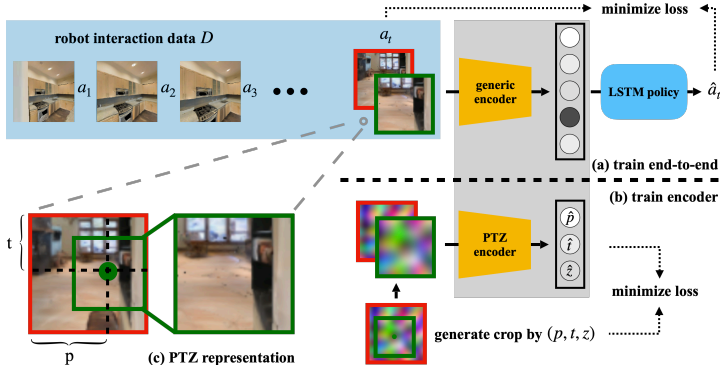 minimize loss
robot interaction data D
a_t
a_1
a_2
a_3
generic
encoder
LSTM policy
â_t
(a) train end-to-end
(b) train encoder
t
p
(c) PTZ representation
PTZ
encoder
p̂
t̂
ẑ
minimize loss
generate crop by (p, t, z)